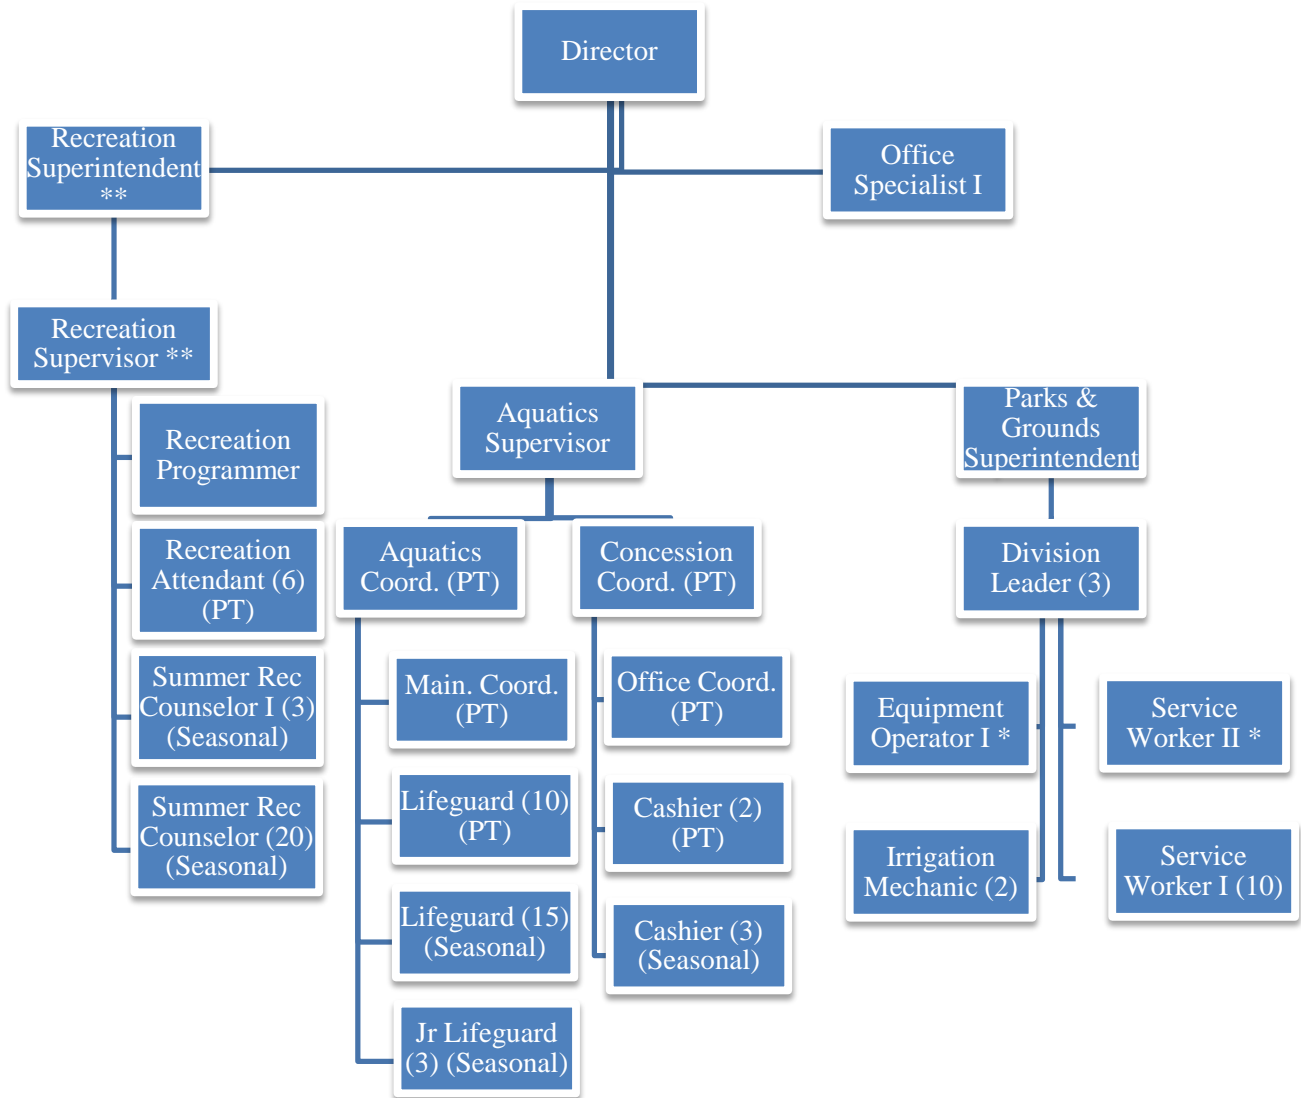 Director
Recreation
Superintendent
**
Office
Specialist I
Recreation
Supervisor **
Recreation
Programmer
Recreation
Attendant (6)
(PT)
Summer Rec
Counselor I (3)
(Seasonal)
Summer Rec
Counselor (20)
(Seasonal)
Aquatics
Supervisor
Aquatics
Coord. (PT)
Main. Coord.
(PT)
Lifeguard (10)
(PT)
Lifeguard (15)
(Seasonal)
Jr Lifeguard
(3) (Seasonal)
Concession
Coord. (PT)
Office Coord.
(PT)
Cashier (2)
(PT)
Cashier (3)
(Seasonal)
Parks &
Grounds
Superintendent
Division
Leader (3)
Equipment
Operator I *
Service
Worker II *
Irrigation
Mechanic (2)
Service
Worker I (10)